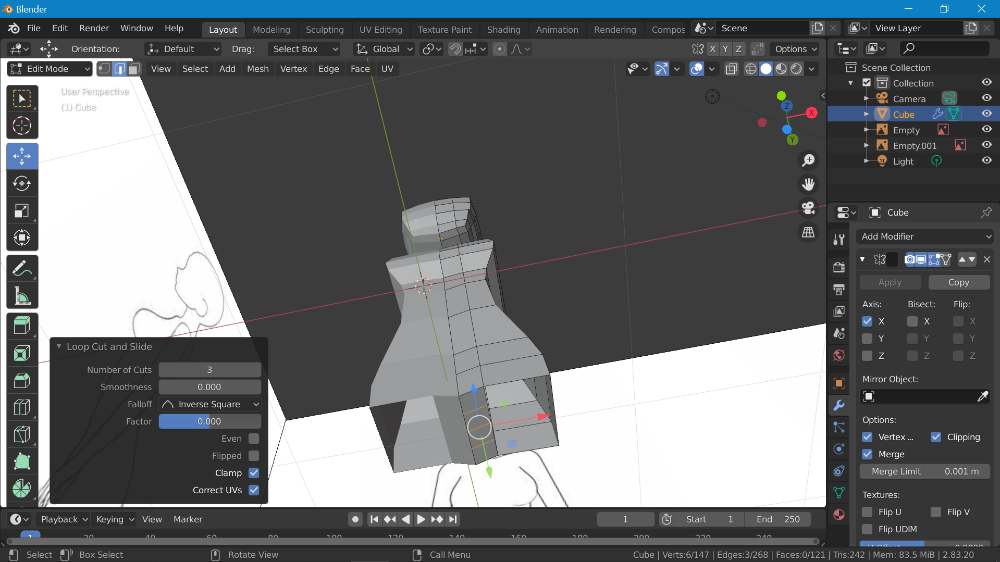 Blender
File Edit Render Window Help Layout Modeling Sculpting UV Editing Texture Paint Shading Animation Rendering Compos Scene View Layer
Orientation: Default Drag: Select Box Global X Y Z Options
Edit Mode View Select Add Mesh Vertex Edge Face UV
User Perspective
(1) Cube
Z
X
Y
Scene Collection
Collection
Camera
Cube
Empty
Empty.001
Light
Cube
Add Modifier
Apply Copy
Axis: Bisect: Flip:
X X X
Y Y Y
Z Z Z
Mirror Object:
Options:
Vertex ... Clipping
Merge
Merge Limit 0.001 m
Textures:
Flip U Flip V
Flip UDIM
Loop Cut and Slide
Number of Cuts 3
Smoothness 0.000
Falloff Inverse Square
Factor 0.000
Even
Flipped
Clamp
Correct UVs
Playback Keying View Marker 1 Start 1 End 250
1 20 40 60 80 100 120 140 160 180 220 240
Select Box Select Rotate View Call Menu Cube | Verts:6/147 | Edges:3/268 | Faces:0/121 | Tris:242 | Mem: 83.5 MiB | 2.83.20